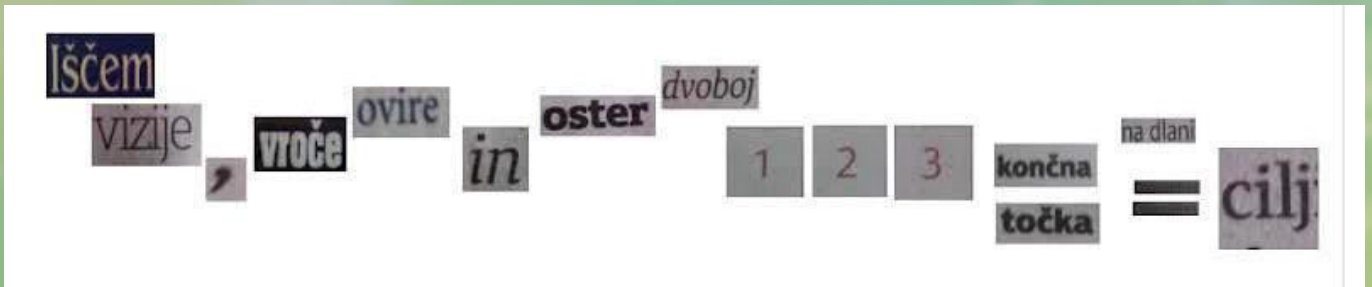 Iščem
vizije , vroče ovire in oster dvoboj
1 2 3
končna
točka
na dlani
= cilj